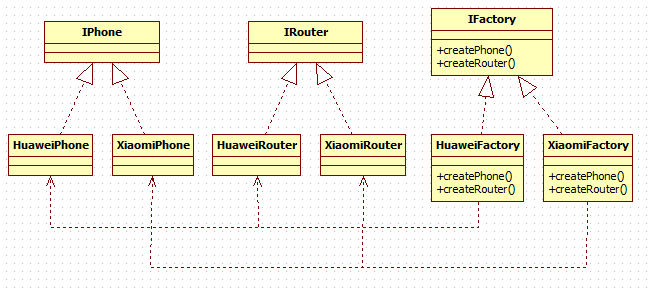 IPhone
IRouter
IFactory
+createPhone()
+createRouter()
HuaweiPhone
XiaomiPhone
HuaweiRouter
XiaomiRouter
HuaweiFactory
+createPhone()
+createRouter()
XiaomiFactory
+createPhone()
+createRouter()